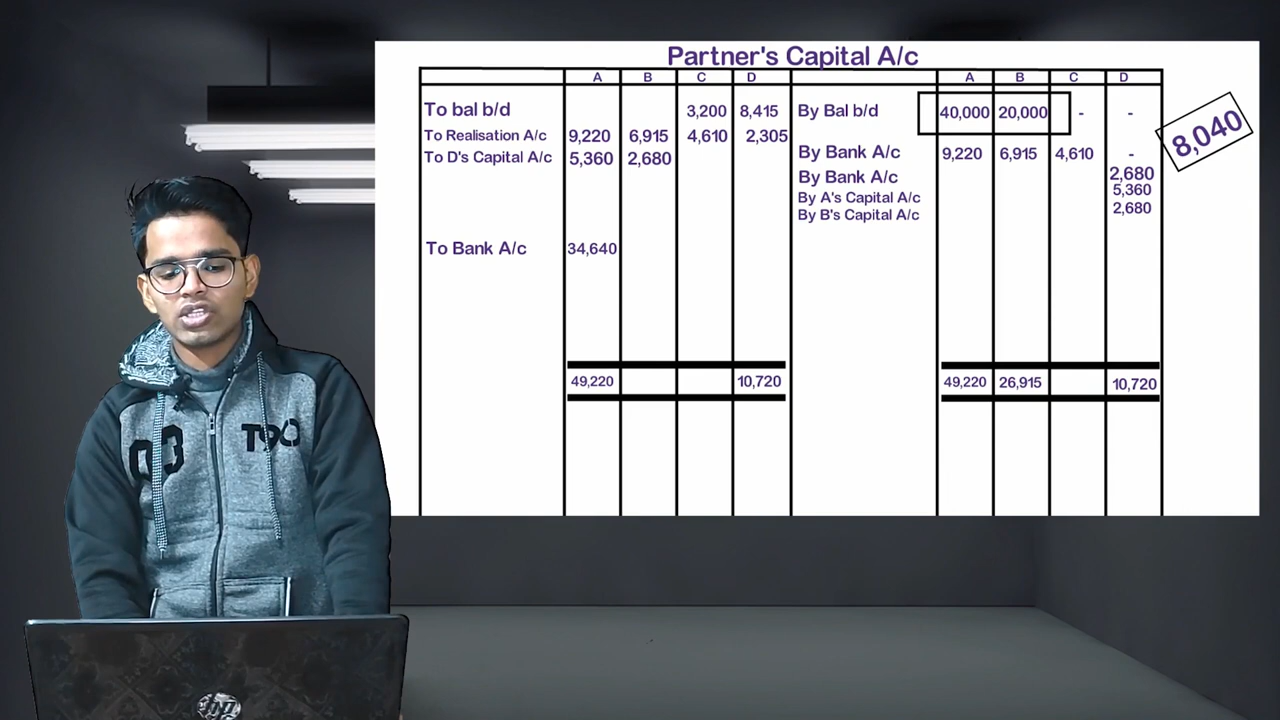 Partner's Capital A/c
A B C D A B C D
To bal b/d 3,200 8,415 By Bal b/d 40,000 20,000 - -
To Realisation A/c 9,220 6,915 4,610 2,305 By Bank A/c 9,220 6,915 4,610 -
To D's Capital A/c 5,360 2,680 By Bank A/c 2,680
By A's Capital A/c 5,360
By B's Capital A/c 2,680
To Bank A/c 34,640
49,220 10,720 49,220 26,915 10,720
8,040
03 T90
hp